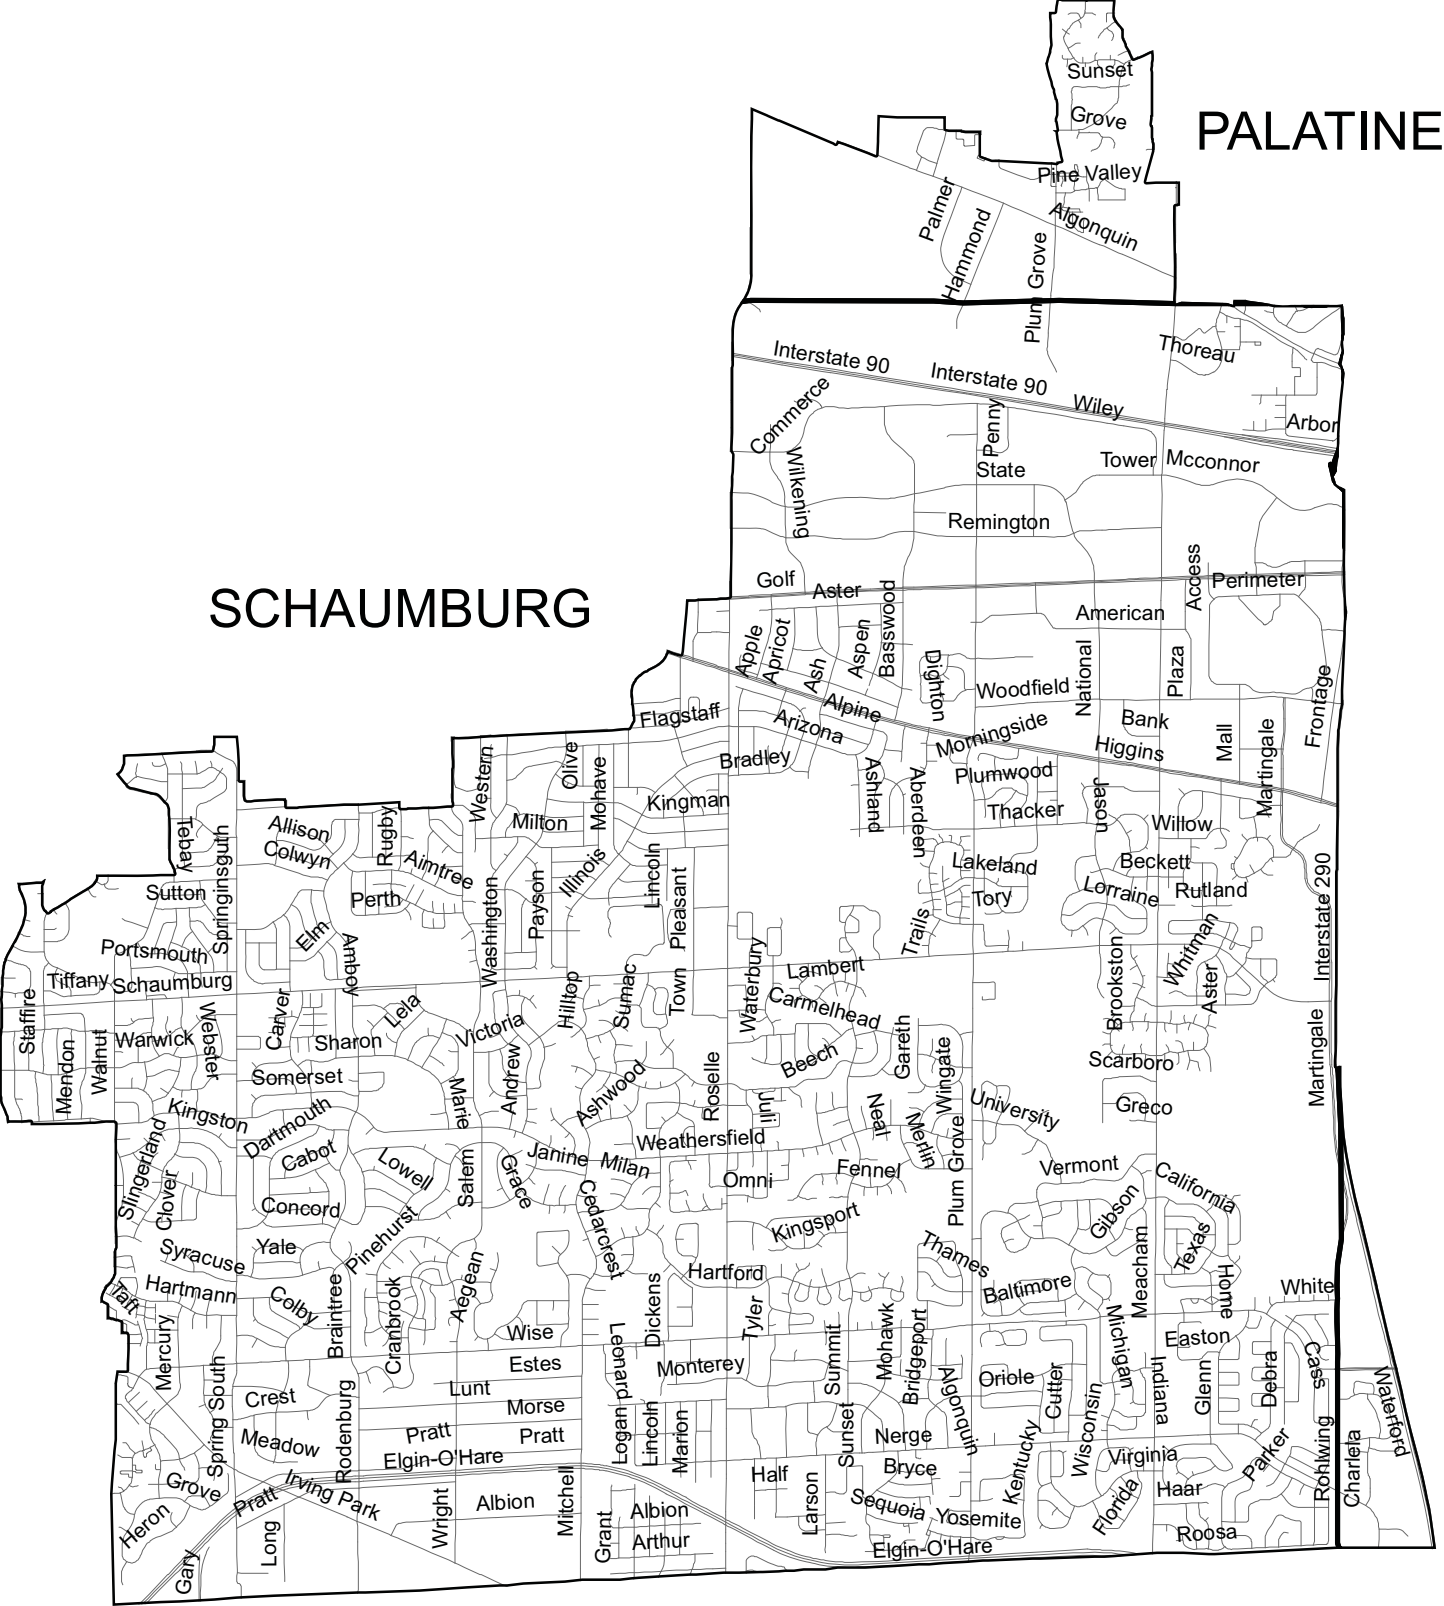 Sunset
PALATINE
Grove
Pine Valley
Palmer
Algonquin
Hammond
Plum Grove
Thoreau
Interstate 90
Interstate 90
Wiley
Commerce
Penny
Arbor
Wilkening
State
Tower
Mcconnor
Remington
Golf
Aster
Access
Perimeter
SCHAUMBURG
Basswood
American
Apple
Apricot
Ash
Aspen
Dighton
National
Plaza
Woodfield
Frontage
Flagstaff
Alpine
Arizona
Morningside
Bank
Higgins
Mall
Martingale
Western
Olive
Mohave
Bradley
Ashland
Aberdeen
Plumwood
Jason
Kingman
Thacker
Tebay
Springinsguth
Allison
Colwyn
Rugby
Aimtree
Milton
Illinois
Willow
Beckett
Lakeland
Lorraine
Rutland
Tory
Sutton
Perth
Washington
Payson
Lincoln
Pleasant
Trails
Interstate 290
Portsmouth
Elm
Amboy
Waterbury
Lambert
Brookston
Whitman
Aster
Tiffany
Schaumburg
Staffire
Webster
Carver
Lela
Hilltop
Sumac
Town
Carmelhead
Mendon
Walnut
Warwick
Sharon
Victoria
Beech
Gareth
Wingate
Scarboro
Martingale
Somerset
Marie
Andrew
Ashwood
Roselle
Juli
Neal
Merlin
University
Greco
Kingston
Dartmouth
Weathersfield
Slingerland
Cabot
Lowell
Salem
Grace
Janine
Milan
Omni
Fennel
Plum Grove
Vermont
California
Clover
Concord
Cedarcrest
Kingsport
Gibson
Meacham
Texas
Syracuse
Yale
Pinehurst
Thames
Hartmann
Colby
Braintree
Cranbrook
Aegean
Hartford
Baltimore
Home
White
Taft
Mercury
Wise
Dickens
Tyler
Summit
Mohawk
Bridgeport
Michigan
Easton
Estes
Leonard
Monterey
Algonquin
Oriole
Cutter
Wisconsin
Indiana
Glenn
Debra
Cass
Waterford
Spring South
Crest
Rodenburg
Lunt
Morse
Logan
Lincoln
Marion
Sunset
Nerge
Kentucky
Meadow
Pratt
Pratt
Elgin-O'Hare
Virginia
Parker
Rohlwing
Charlela
Grove
Pratt
Irving Park
Half
Bryce
Haar
Heron
Wright
Albion
Mitchell
Albion
Larson
Sequoia
Yosemite
Florida
Long
Grant
Arthur
Roosa
Gary
Elgin-O'Hare